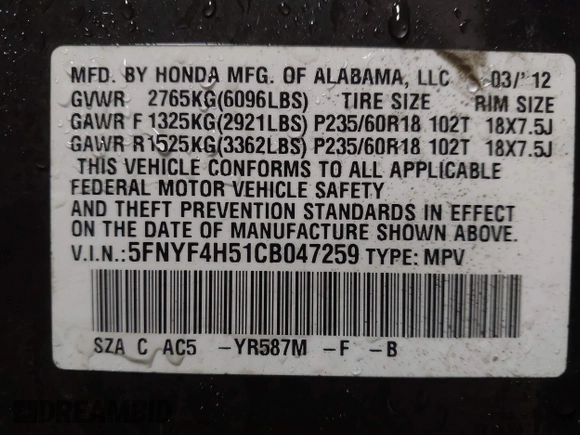 MFD. BY HONDA MFG. OF ALABAMA, LLC 03/'12
GVWR 2765KG(6096LBS) TIRE SIZE RIM SIZE
GAWR F 1325KG(2921LBS) P235/60R18 102T 18X7.5J
GAWR R 1525KG(3362LBS) P235/60R18 102T 18X7.5J
THIS VEHICLE CONFORMS TO ALL APPLICABLE
FEDERAL MOTOR VEHICLE SAFETY
AND THEFT PREVENTION STANDARDS IN EFFECT
ON THE DATE OF MANUFACTURE SHOWN ABOVE.
V.I.N.:5FNYF4H51CB047259 TYPE: MPV
SZA C AC5 -YR587M -F -B
DREAMBID